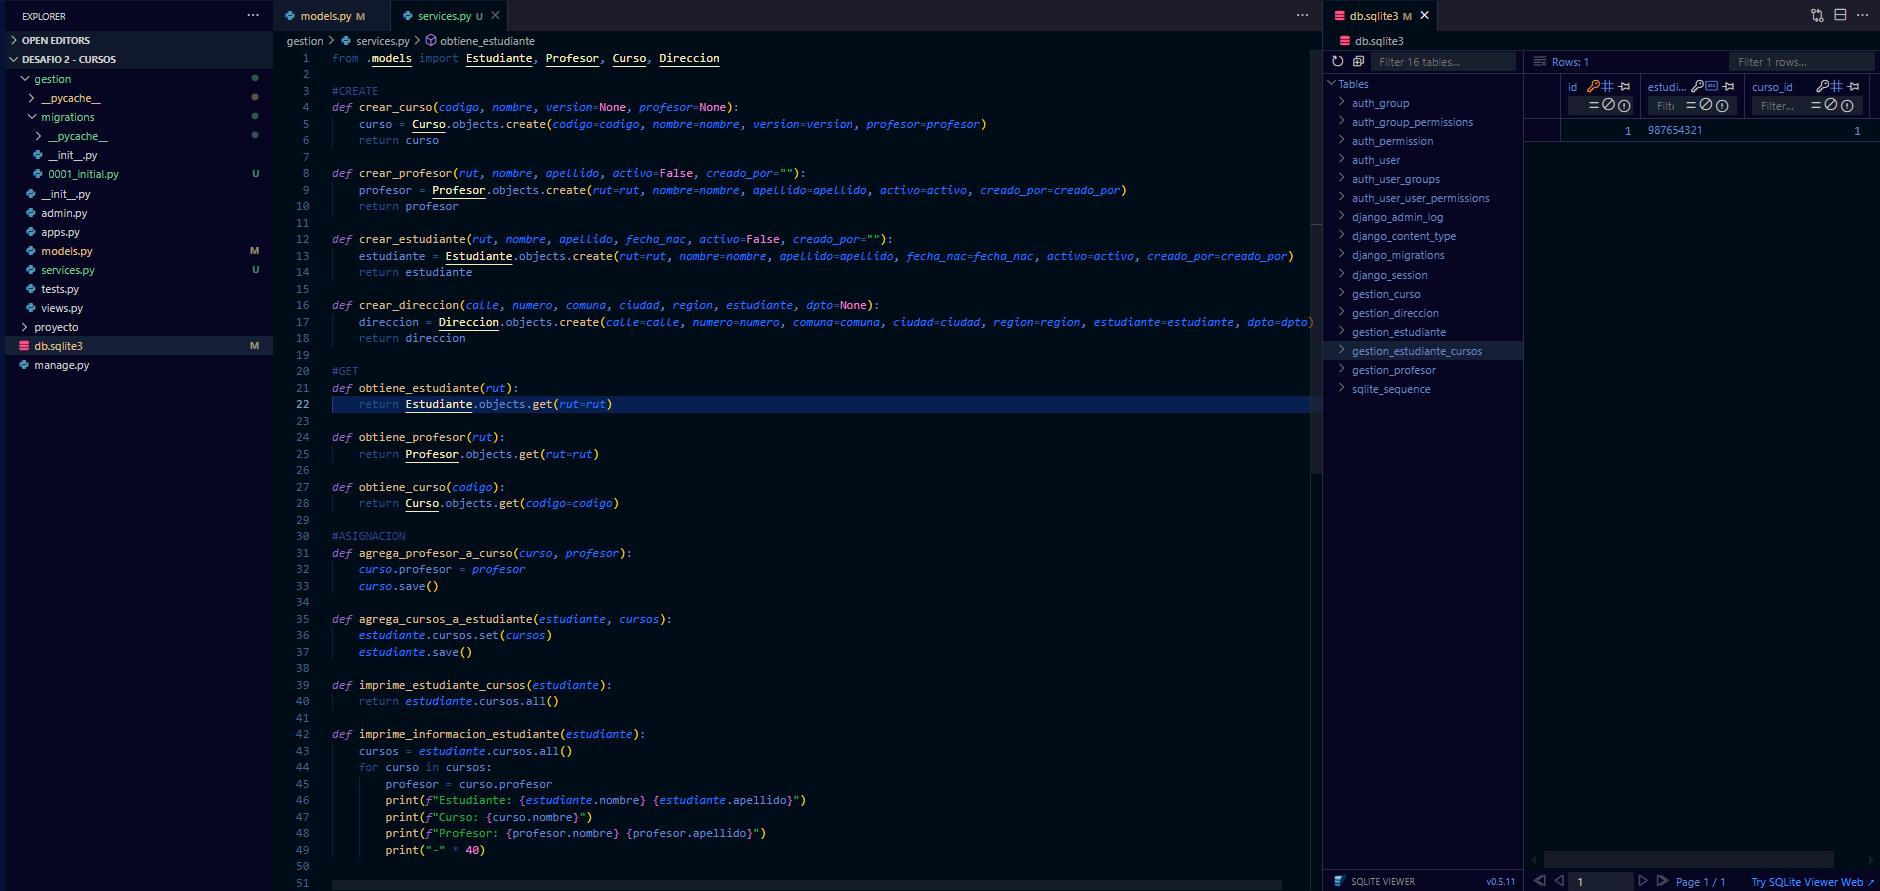 EXPLORER
OPEN EDITORS
DESAFIO 2 - CURSOS
gestion
__pycache__
migrations
__pycache__
__init__.py
0001_initial.py U
__init__.py
admin.py
apps.py
models.py M
services.py U
tests.py
views.py
proyecto
db.sqlite3 M
manage.py
models.py M services.py U
gestion > services.py > obtiene_estudiante
1 from .models import Estudiante, Profesor, Curso, Direccion
2
3 #CREATE
4 def crear_curso(codigo, nombre, version=None, profesor=None):
5     curso = Curso.objects.create(codigo=codigo, nombre=nombre, version=version, profesor=profesor)
6     return curso
7
8 def crear_profesor(rut, nombre, apellido, activo=False, creado_por=""):
9     profesor = Profesor.objects.create(rut=rut, nombre=nombre, apellido=apellido, activo=activo, creado_por=creado_por)
10     return profesor
11
12 def crear_estudiante(rut, nombre, apellido, fecha_nac, activo=False, creado_por=""):
13     estudiante = Estudiante.objects.create(rut=rut, nombre=nombre, apellido=apellido, fecha_nac=fecha_nac, activo=activo, creado_por=creado_por)
14     return estudiante
15
16 def crear_direccion(calle, numero, comuna, ciudad, region, estudiante, dpto=None):
17     direccion = Direccion.objects.create(calle=calle, numero=numero, comuna=comuna, ciudad=ciudad, region=region, estudiante=estudiante, dpto=dpto)
18     return direccion
19
20 #GET
21 def obtiene_estudiante(rut):
22     return Estudiante.objects.get(rut=rut)
23
24 def obtiene_profesor(rut):
25     return Profesor.objects.get(rut=rut)
26
27 def obtiene_curso(codigo):
28     return Curso.objects.get(codigo=codigo)
29
30 #ASIGNACION
31 def agrega_profesor_a_curso(curso, profesor):
32     curso.profesor = profesor
33     curso.save()
34
35 def agrega_cursos_a_estudiante(estudiante, cursos):
36     estudiante.cursos.set(cursos)
37     estudiante.save()
38
39 def imprime_estudiante_cursos(estudiante):
40     return estudiante.cursos.all()
41
42 def imprime_informacion_estudiante(estudiante):
43     cursos = estudiante.cursos.all()
44     for curso in cursos:
45         profesor = curso.profesor
46         print(f"Estudiante: {estudiante.nombre} {estudiante.apellido}")
47         print(f"Curso: {curso.nombre}")
48         print(f"Profesor: {profesor.nombre} {profesor.apellido}")
49         print("-" * 40)
50
51
db.sqlite3 M
db.sqlite3
Filter 16 tables...
Tables
auth_group
auth_group_permissions
auth_permission
auth_user
auth_user_groups
auth_user_user_permissions
django_admin_log
django_content_type
django_migrations
django_session
gestion_curso
gestion_direccion
gestion_estudiante
gestion_estudiante_cursos
gestion_profesor
sqlite_sequence
SQLITE VIEWER v0.5.11
Rows: 1 Filter 1 rows...
id estudi... curso_id
Filt Filter...
1 987654321 1
1 Page 1 / 1 Try SQLite Viewer Web ↗